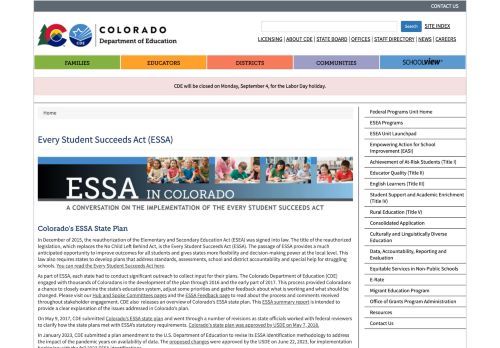 CONTACT US
COLORADO
Department of Education
CDE
Search
SITE INDEX
LICENSING | ABOUT CDE | STATE BOARD | OFFICES | STAFF DIRECTORY | NEWS | CAREERS
FAMILIES
EDUCATORS
DISTRICTS
COMMUNITIES
SCHOOLVIEW
CDE will be closed on Monday, September 4, for the Labor Day holiday.
Home
Every Student Succeeds Act (ESSA)
ESSA IN COLORADO
A CONVERSATION ON THE IMPLEMENTATION OF THE EVERY STUDENT SUCCEEDS ACT
Colorado's ESSA State Plan
In December of 2015, the reauthorization of the Elementary and Secondary Education Act (ESEA) was signed into law. The title of the reauthorized
legislation, which replaces the No Child Left Behind Act, is the Every Student Succeeds Act (ESSA). The passage of ESSA provides a much
anticipated opportunity to improve outcomes for all students and gives states more flexibility and decision-making power at the local level. This
law also requires states to develop plans that address standards, assessments, school and district accountability and special help for struggling
schools. You can read the Every Student Succeeds Act here.
As part of ESSA, each state had to conduct significant outreach to collect input for their plans. The Colorado Department of Education (CDE)
engaged with thousands of Coloradans in the development of the plan through 2016 and the early part of 2017. This process provided Coloradans
a chance to closely examine the state's education system, adjust some areas and gather feedback about what is working and what should be
changed. Please visit our Hub and Spoke Committees pages and the ESSA Feedback page to read about the process and comments received
throughout stakeholder engagement. CDE also releases an overview of Colorado's ESSA state plan. This ESSA summary report is intended to
provide a clear explanation of the issues addressed in Colorado's plan.
On May 9, 2017, CDE submitted Colorado's ESSA state plan and went through a number of revisions as state officials worked with federal reviewers
to clarify how the state plans met with ESSA's statutory requirements. Colorado's state plan was approved by USDE on May 7, 2018.
In January 2023, CDE submitted a plan amendment to the U.S. Department of Education to revise its ESSA identification methodology to address
the impact of the pandemic years on availability of data. The proposed changes were approved by the USDE on June 22, 2023, for implementation
Federal Programs Unit Home
ESEA Programs
ESEA Unit Launchpad
Empowering Action for School
Improvement (EASI)
Achievement of At-Risk Students (Title I)
Educator Quality (Title II)
English Learners (Title III)
Student Support and Academic Enrichment
(Title IV)
Rural Education (Title V)
Consolidated Application
Culturally and Linguistically Diverse
Education
Data, Accountability, Reporting and
Evaluation
Equitable Services in Non-Public Schools
E-Rate
Migrant Education Program
Office of Grants Program Administration
Resources
Contact Us